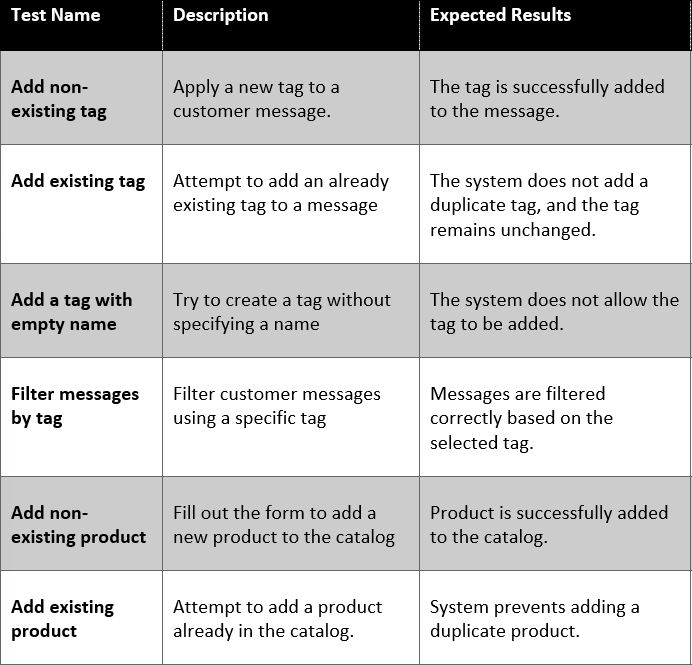 Test Name
Description
Expected Results
Add non-
existing tag
Apply a new tag to a
customer message.
The tag is successfully added
to the message.
Add existing tag
Attempt to add an already
existing tag to a message
The system does not add a
duplicate tag, and the tag
remains unchanged.
Add a tag with
empty name
Try to create a tag without
specifying a name
The system does not allow the
tag to be added.
Filter messages
by tag
Filter customer messages
using a specific tag
Messages are filtered
correctly based on the
selected tag.
Add non-
existing product
Fill out the form to add a
new product to the catalog
Product is successfully added
to the catalog.
Add existing
product
Attempt to add a product
already in the catalog.
System prevents adding a
duplicate product.